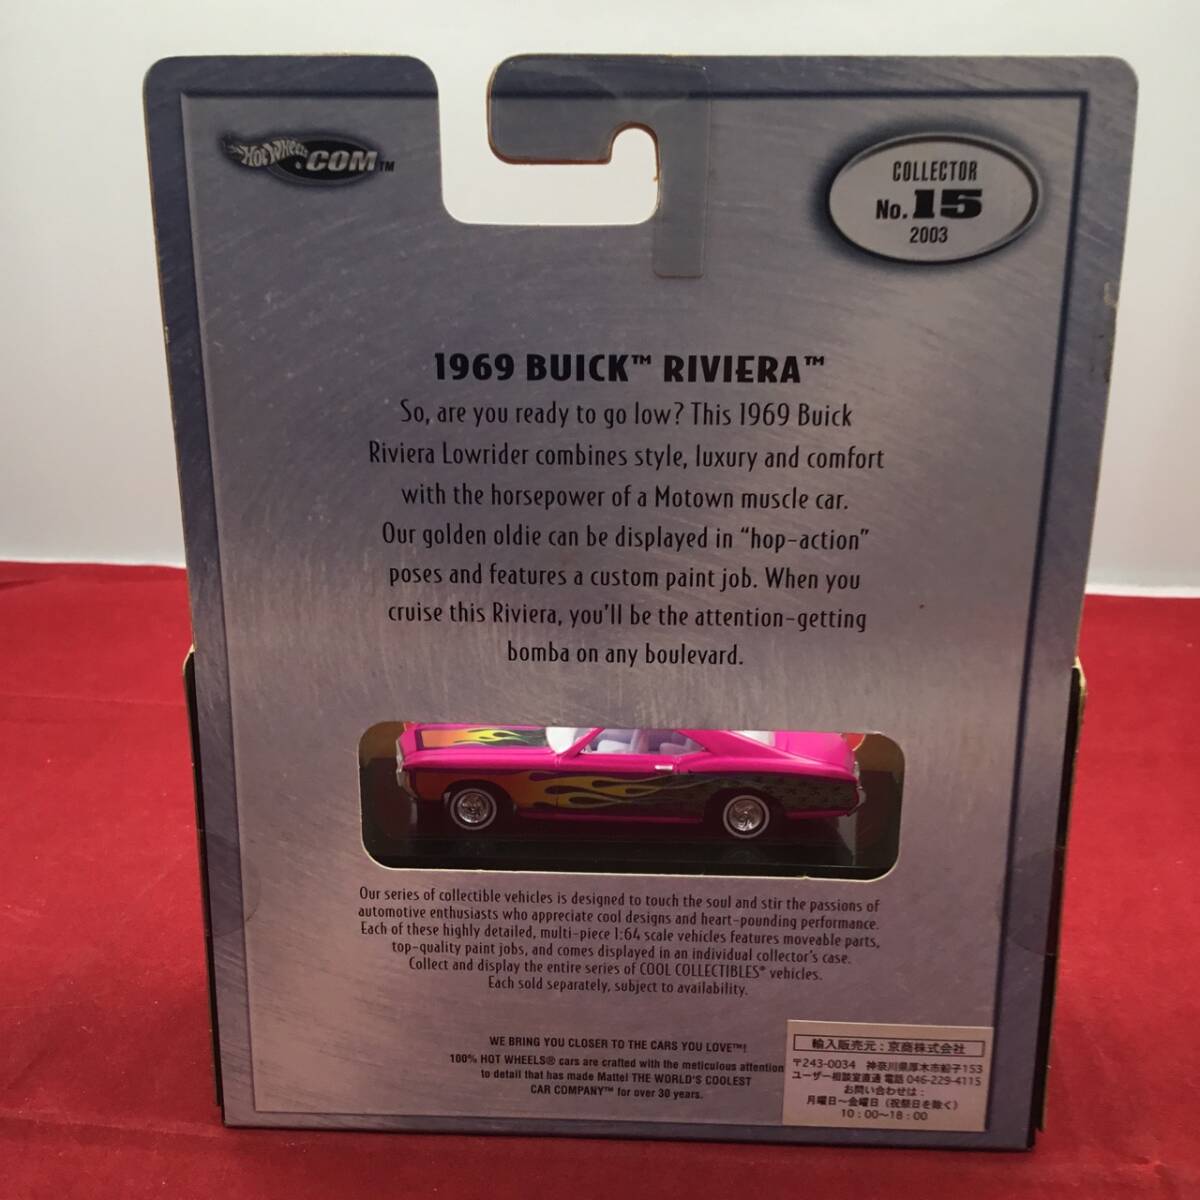 Hot Wheels.COM™
COLLECTOR
No. 15
2003
1969 BUICK™ RIVIERA™
So, are you ready to go low? This 1969 Buick
Riviera Lowrider combines style, luxury and comfort
with the horsepower of a Motown muscle car.
Our golden oldie can be displayed in “hop-action”
poses and features a custom paint job. When you
cruise this Riviera, you'll be the attention-getting
bomba on any boulevard.
Our series of collectible vehicles is designed to touch the soul and stir the passions of
automotive enthusiasts who appreciate cool designs and heart-pounding performance.
Each of these highly detailed, multi-piece 1:64 scale vehicles features moveable parts,
top-quality paint jobs, and comes displayed in an individual collector's case.
Collect and display the entire series of COOL COLLECTIBLES® vehicles.
Each sold separately, subject to availability.
WE BRING YOU CLOSER TO THE CARS YOU LOVE™!
100% HOT WHEELS® cars are crafted with the meticulous attention
to detail that has made Mattel THE WORLD'S COOLEST
CAR COMPANY™ for over 30 years.
輸入販売元：京商株式会社
〒243-0034 神奈川県厚木市船子153
ユーザー相談室直通 電話 046-229-4115
お問い合わせは：
月曜日〜金曜日（祝祭日を除く）
10：00〜18：00